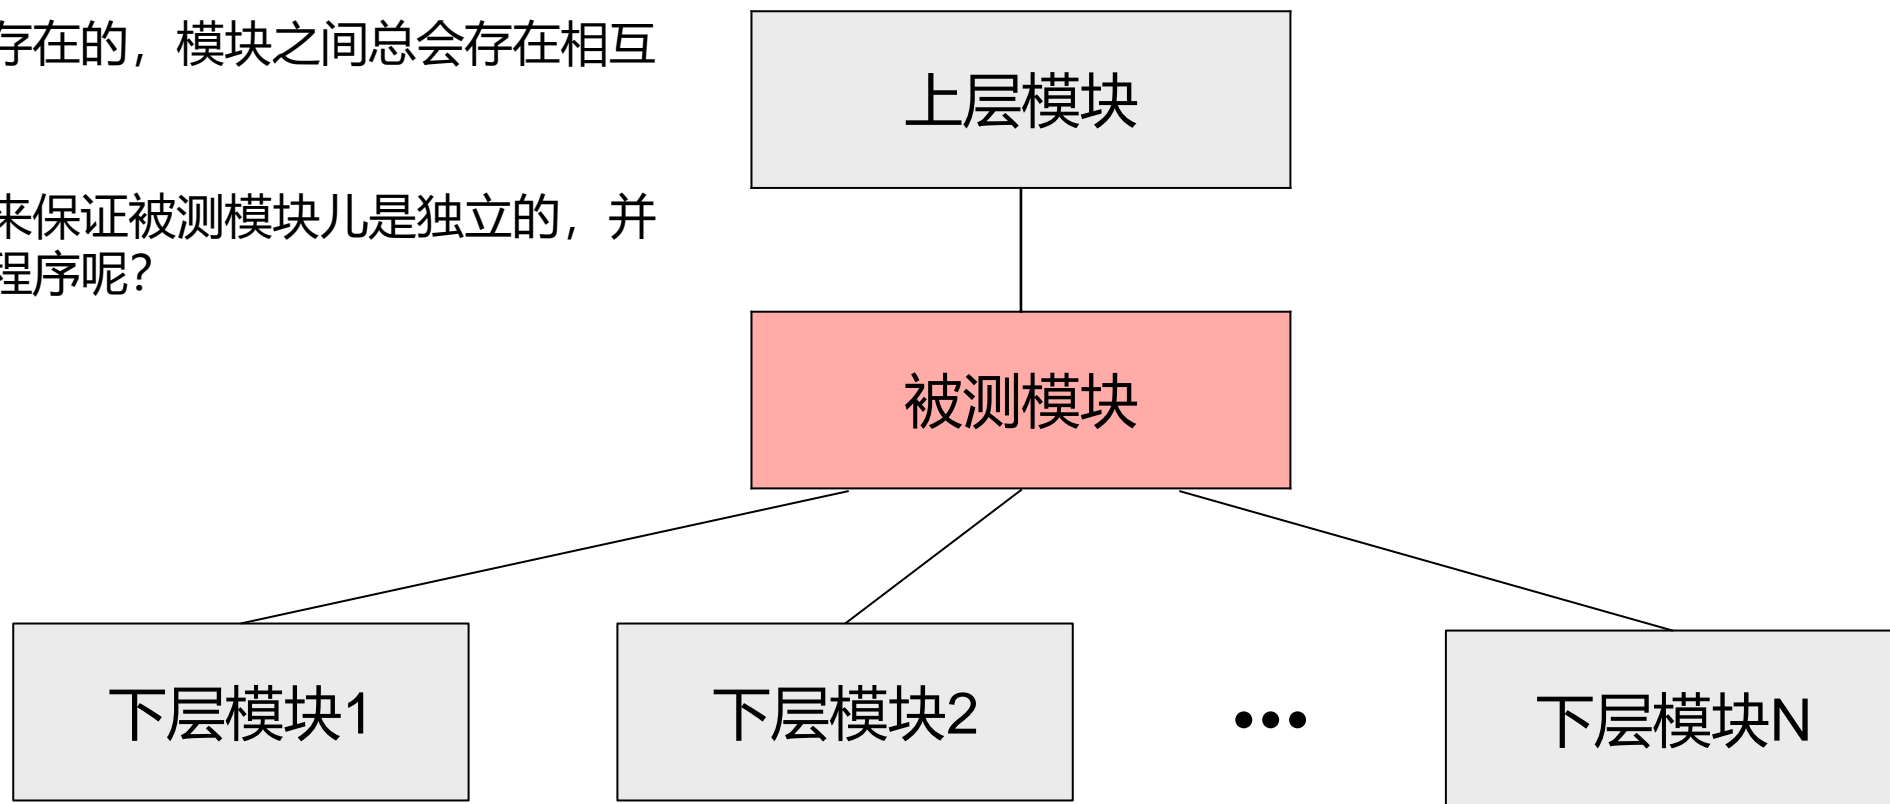 存在的，模块之间总会存在相互
来保证被测模块儿是独立的，并
程序呢？
上层模块
被测模块
下层模块1
下层模块2
•••
下层模块N